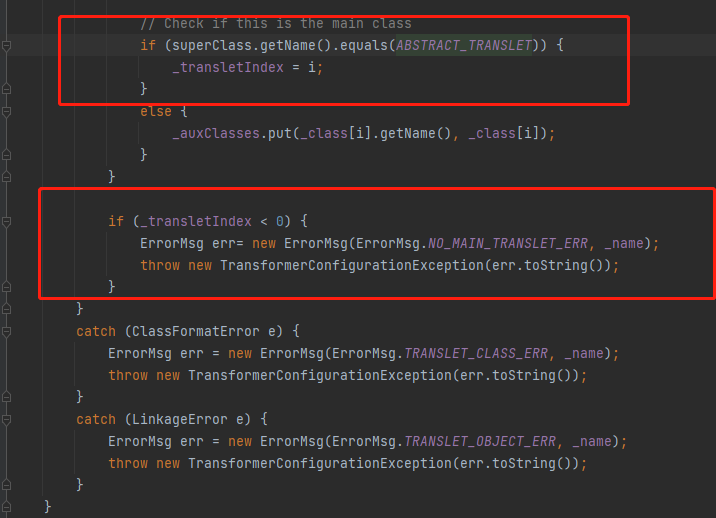 // Check if this is the main class
if (superClass.getName().equals(ABSTRACT_TRANSLET)) {
_transletIndex = i;
}
else {
_auxClasses.put(_class[i].getName(), _class[i]);
}
}
if (_transletIndex < 0) {
ErrorMsg err= new ErrorMsg(ErrorMsg.NO_MAIN_TRANSLET_ERR, _name);
throw new TransformerConfigurationException(err.toString());
}
}
catch (ClassFormatError e) {
ErrorMsg err = new ErrorMsg(ErrorMsg.TRANSLET_CLASS_ERR, _name);
throw new TransformerConfigurationException(err.toString());
}
catch (LinkageError e) {
ErrorMsg err = new ErrorMsg(ErrorMsg.TRANSLET_OBJECT_ERR, _name);
throw new TransformerConfigurationException(err.toString());
}
}